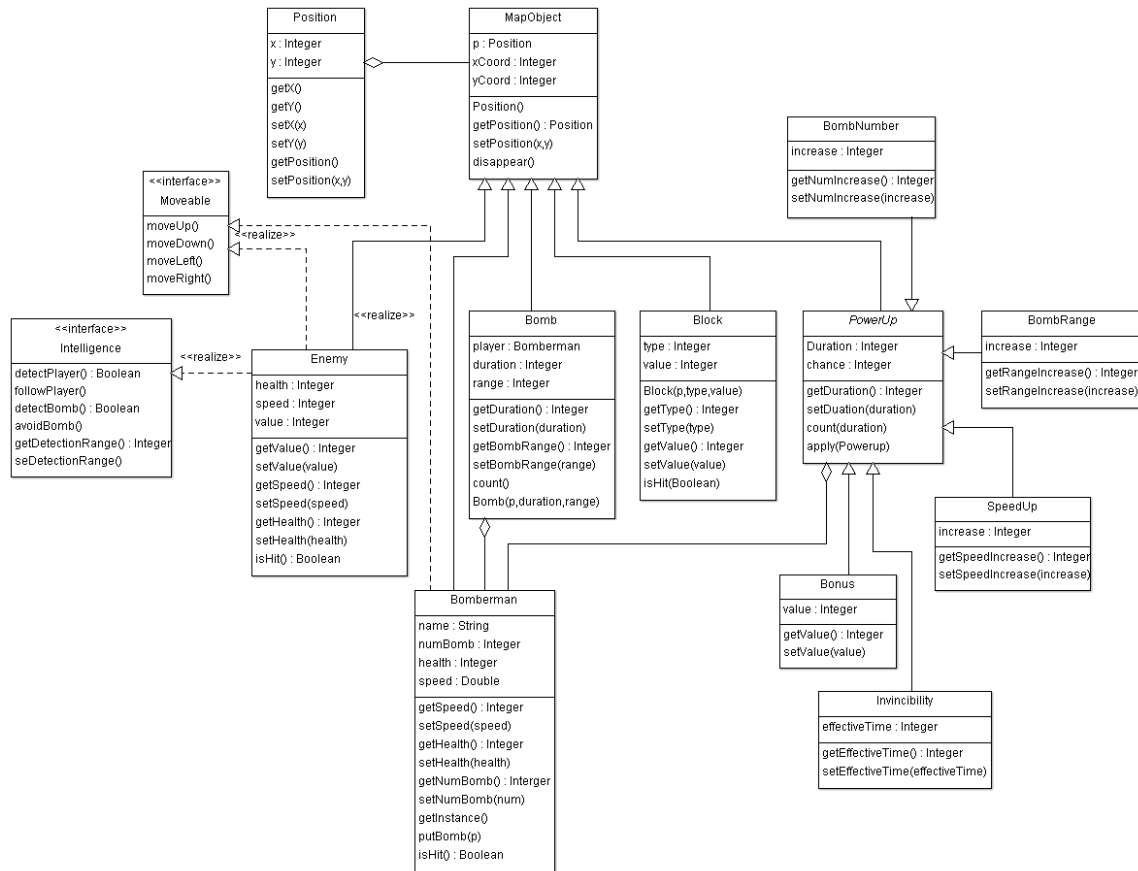 Position
x : Integer
y : Integer
getX()
getY()
setX(x)
setY(y)
getPosition()
setPosition(x,y)
MapObject
p : Position
xCoord : Integer
yCoord : Integer
Position()
getPosition() : Position
setPosition(x,y)
disappear()
BombNumber
increase : Integer
getNumIncrease() : Integer
setNumIncrease(increase)
<<interface>>
Moveable
moveUp()
moveDown()
moveLeft()
moveRight()
<<realize>>
<<realize>>
<<realize>>
<<interface>>
Intelligence
detectPlayer() : Boolean
followPlayer()
detectBomb() : Boolean
avoidBomb()
getDetectionRange() : Integer
seDetectionRange()
Enemy
health : Integer
speed : Integer
value : Integer
getValue() : Integer
setValue(value)
getSpeed() : Integer
setSpeed(speed)
getHealth() : Integer
setHealth(health)
isHit() : Boolean
Bomb
player : Bomberman
duration : Integer
range : Integer
getDuration() : Integer
setDuration(duration)
getBombRange() : Integer
setBombRange(range)
count()
Bomb(p,duration,range)
Block
type : Integer
value : Integer
Block(p,type,value)
getType() : Integer
setType(type)
getValue() : Integer
setValue(value)
isHit(Boolean)
PowerUp
Duration : Integer
chance : Integer
getDuration() : Integer
setDuation(duration)
count(duration)
apply(Powerup)
BombRange
increase : Integer
getRangeIncrease() : Integer
setRangeIncrease(increase)
SpeedUp
increase : Integer
getSpeedIncrease() : Integer
setSpeedIncrease(increase)
Bonus
value : Integer
getValue() : Integer
setValue(value)
Bomberman
name : String
numBomb : Integer
health : Integer
speed : Double
getSpeed() : Integer
setSpeed(speed)
getHealth() : Integer
setHealth(health)
getNumBomb() : Interger
setNumBomb(num)
getInstance()
putBomb(p)
isHit() : Boolean
Invincibility
effectiveTime : Integer
getEffectiveTime() : Integer
setEffectiveTime(effectiveTime)